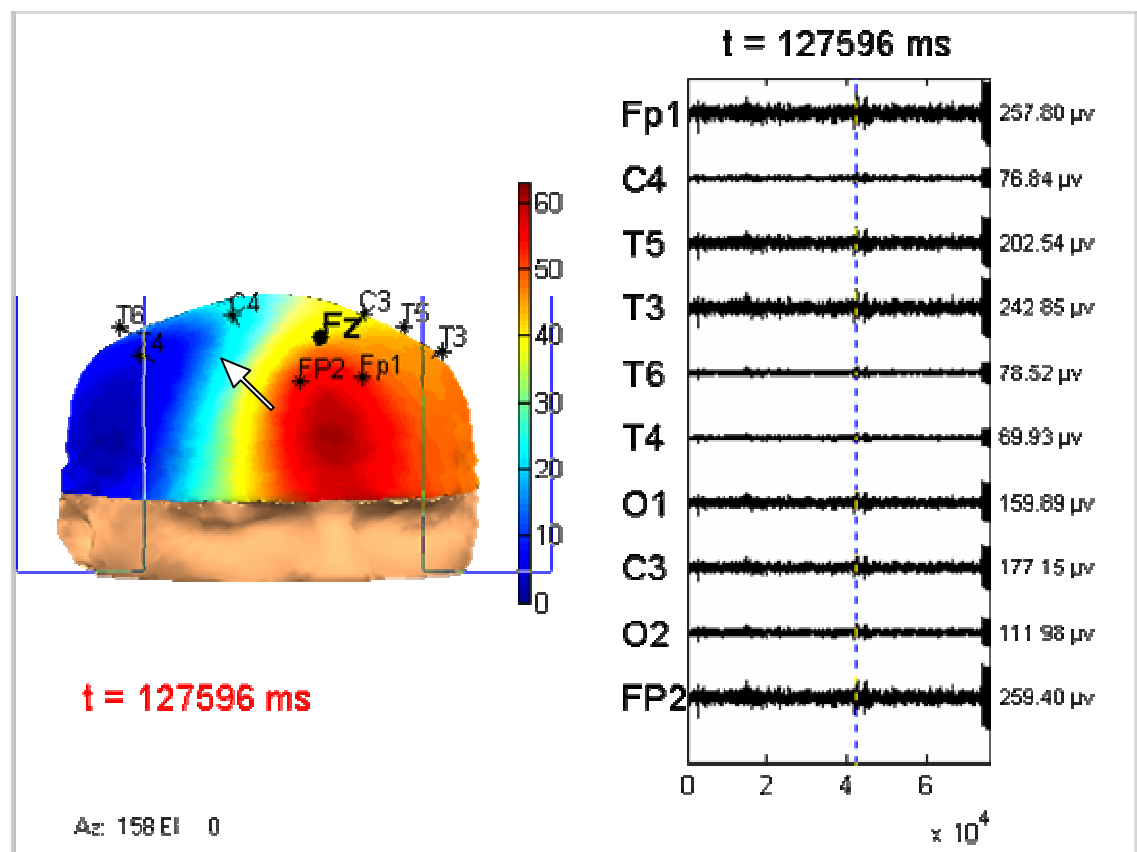 t = 127596 ms
Fp1
257.80 µv
C4
76.84 µv
T5
202.54 µv
T3
242 85 µv
T6
78.52 µv
T4
69.93 µv
O1
159.89 µv
C3
177 15 µv
O2
111 98 µv
FP2
259.40 µv
0 2 4 6
x 10^4
60
50
40
30
20
10
0
T6
C4
C3
T5
Fz
T3
FP2
Fp1
t = 127596 ms
Az: 158 El 0